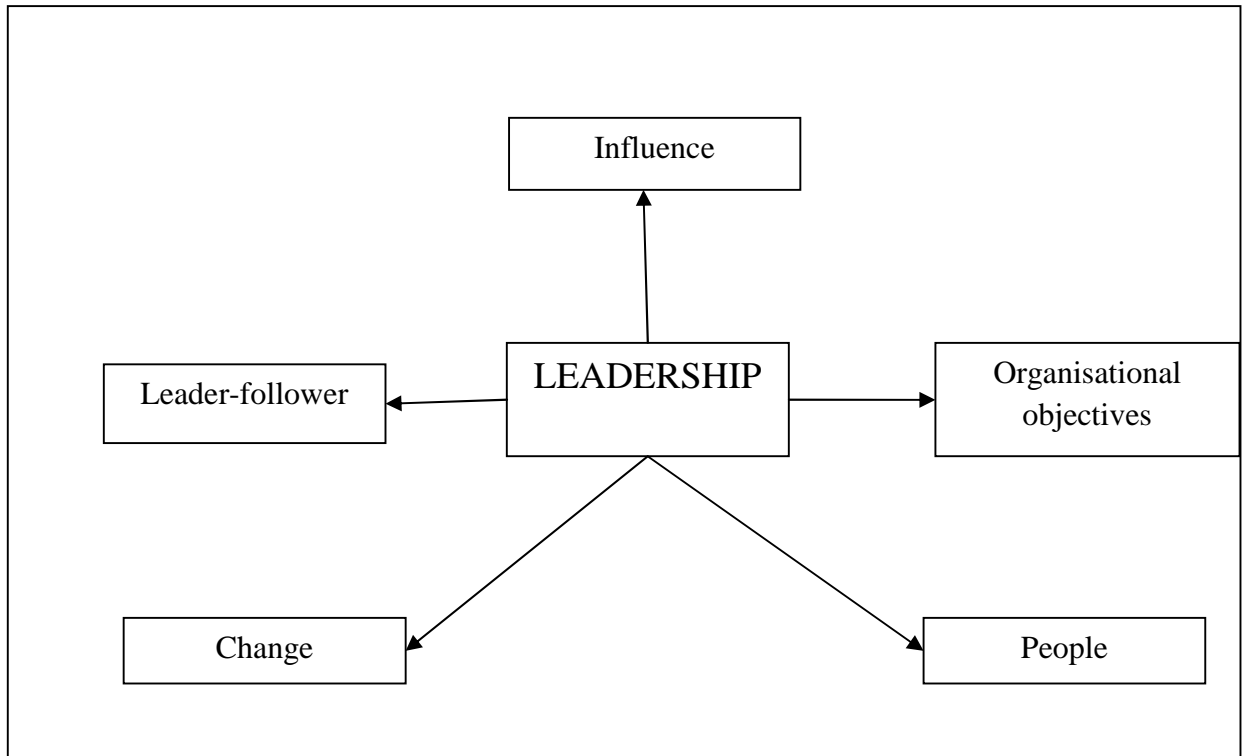 Influence
LEADERSHIP
Leader-follower
Organisational
objectives
Change
People